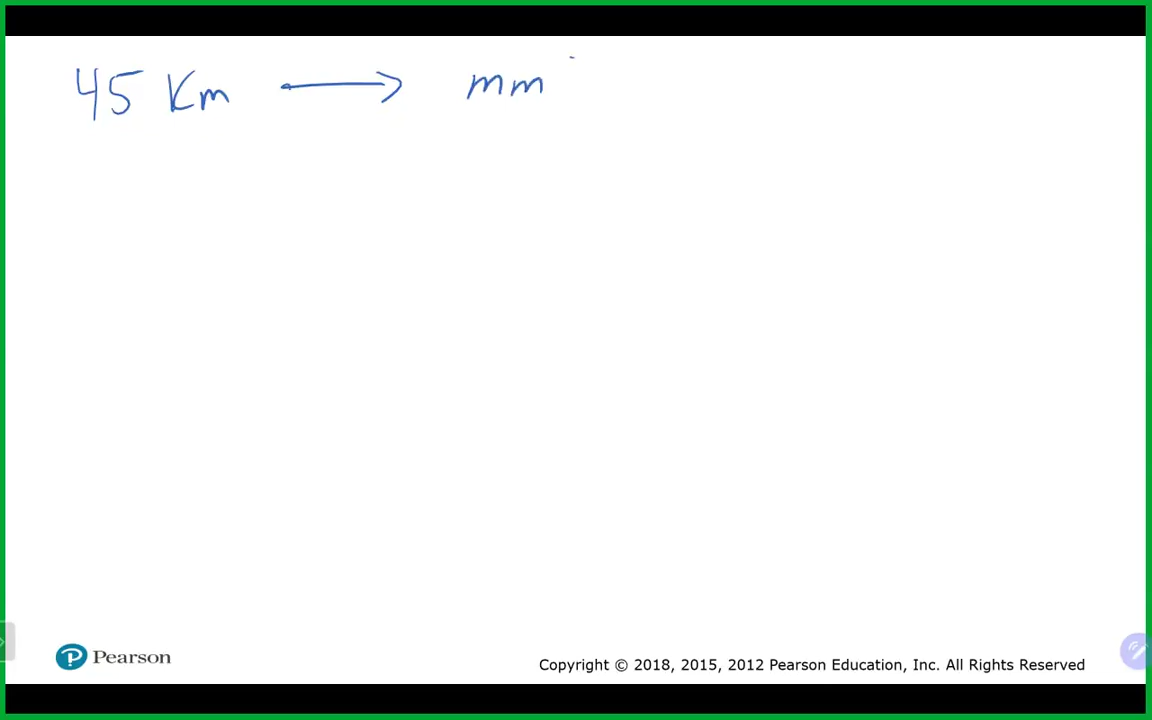 45 Km ⟶ mm
Pearson
Copyright © 2018, 2015, 2012 Pearson Education, Inc. All Rights Reserved